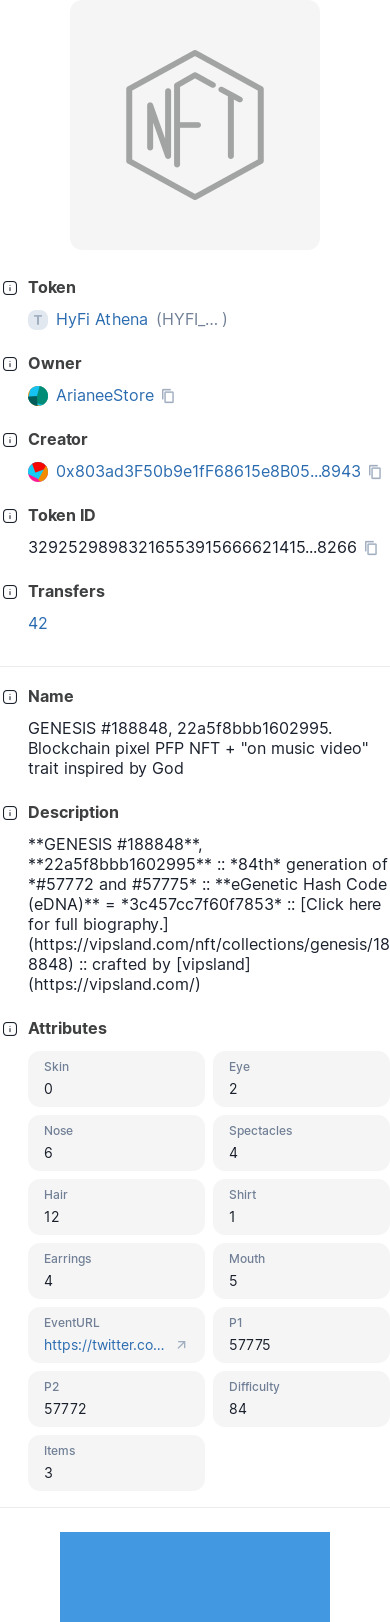 NFT
Token
T HyFi Athena (HYFI_... )
Owner
ArianeeStore
Creator
0x803ad3F50b9e1fF68615e8B05...8943
Token ID
32925298983216553915666621415...8266
Transfers
42
Name
GENESIS #188848, 22a5f8bbb1602995.
Blockchain pixel PFP NFT + "on music video"
trait inspired by God
Description
**GENESIS #188848**,
**22a5f8bbb1602995** :: *84th* generation of
*#57772 and #57775* :: **eGenetic Hash Code
(eDNA)** = *3c457cc7f60f7853* :: [Click here
for full biography.]
(https://vipsland.com/nft/collections/genesis/18
8848) :: crafted by [vipsland]
(https://vipsland.com/)
Attributes
Skin
0
Eye
2
Nose
6
Spectacles
4
Hair
12
Shirt
1
Earrings
4
Mouth
5
EventURL
https://twitter.co...
P1
57775
P2
57772
Difficulty
84
Items
3